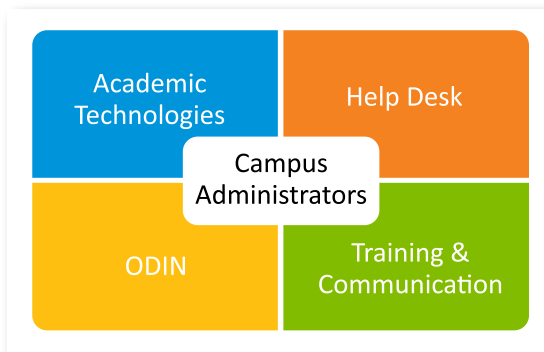 Academic
Technologies
Help Desk
Campus
Administrators
ODIN
Training &
Communication